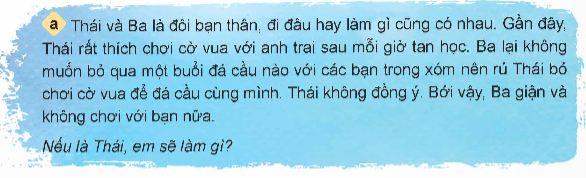 a Thái và Ba là đôi bạn thân, đi đâu hay làm gì cũng có nhau. Gần đây,
Thái rất thích chơi cờ vua với anh trai sau mỗi giờ tan học. Ba lại không
muốn bỏ qua một buổi đá cầu nào với các bạn trong xóm nên rủ Thái bỏ
chơi cờ vua để đá cầu cùng mình. Thái không đồng ý. Bởi vậy, Ba giận và
không chơi với bạn nữa.
Nếu là Thái, em sẽ làm gì?